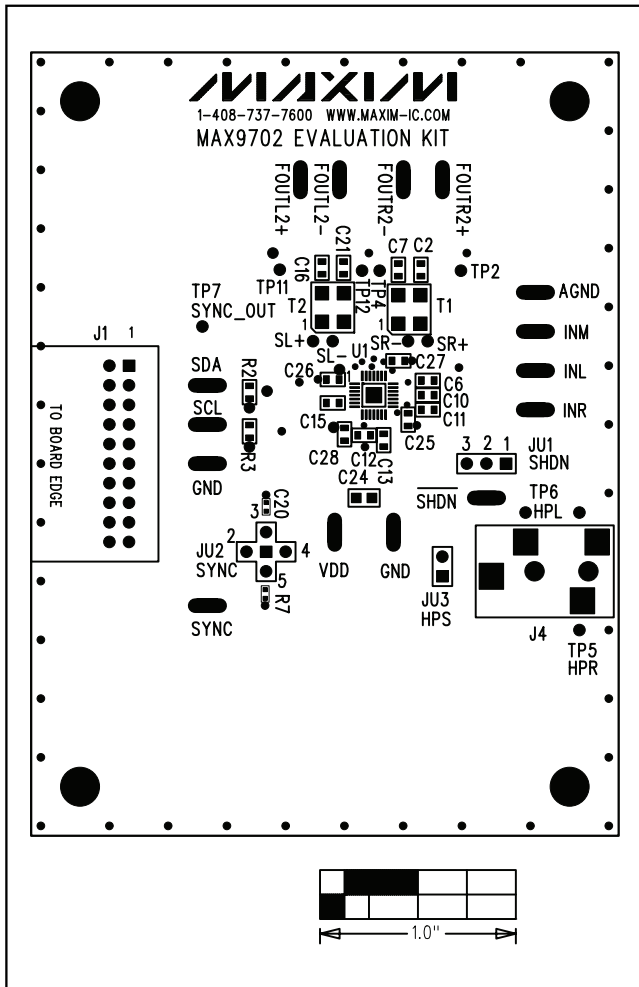 MAXIM
1-408-737-7600 WWW.MAXIM-IC.COM
MAX9702 EVALUATION KIT
FOUTL2+
FOUTL2-
FOUTR2-
FOUTR2+
C16
C21
C7
C2
TP11
TP12
TP4
TP2
TP7
SYNC_OUT
T2
1
T1
1
AGND
INM
INL
INR
J1
1
SL+
SL-
SR-
SR+
U1
1
C27
C26
C6
C10
C11
C15
C28
C12
C13
C25
C24
SDA
SCL
GND
R2
R3
TO BOARD EDGE
3 2 1
JU1
SHDN
SHDN
TP6
HPL
C20
3
2
4
5
JU2
SYNC
R7
SYNC
VDD
GND
JU3
HPS
J4
TP5
HPR
1.0"